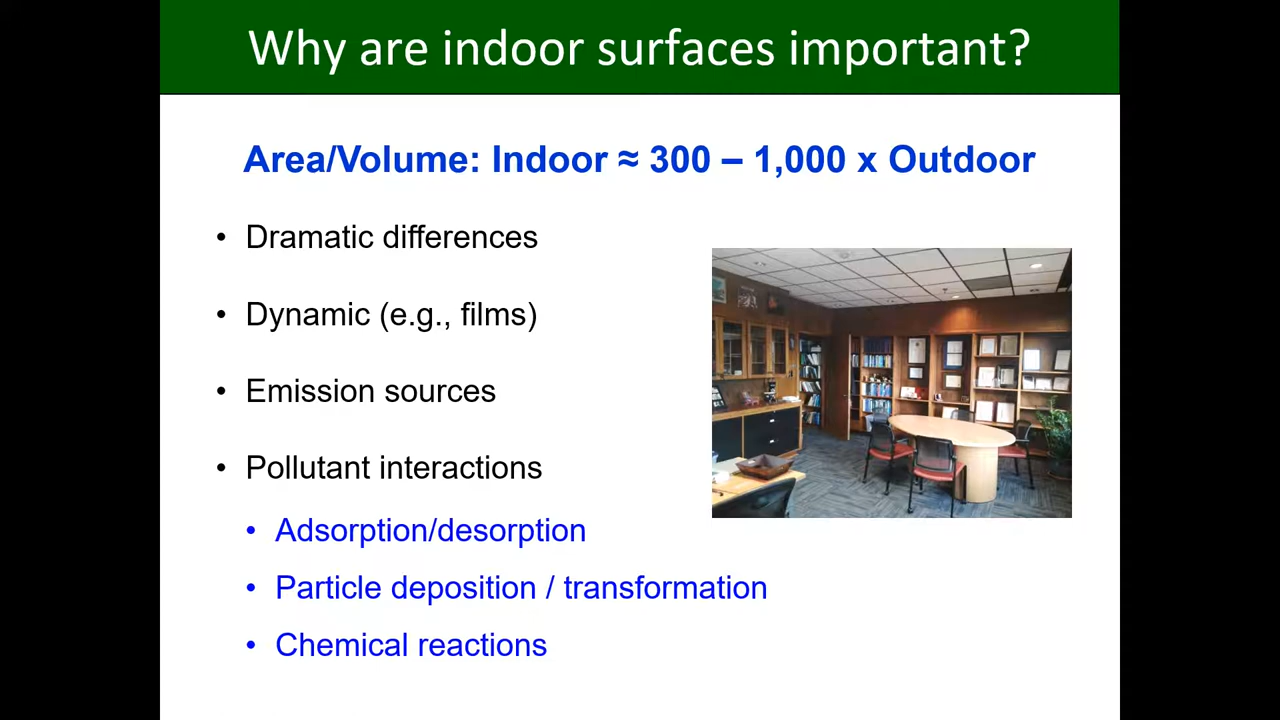 Why are indoor surfaces important?
Area/Volume: Indoor ≈ 300 – 1,000 x Outdoor
• Dramatic differences
• Dynamic (e.g., films)
• Emission sources
• Pollutant interactions
• Adsorption/desorption
• Particle deposition / transformation
• Chemical reactions